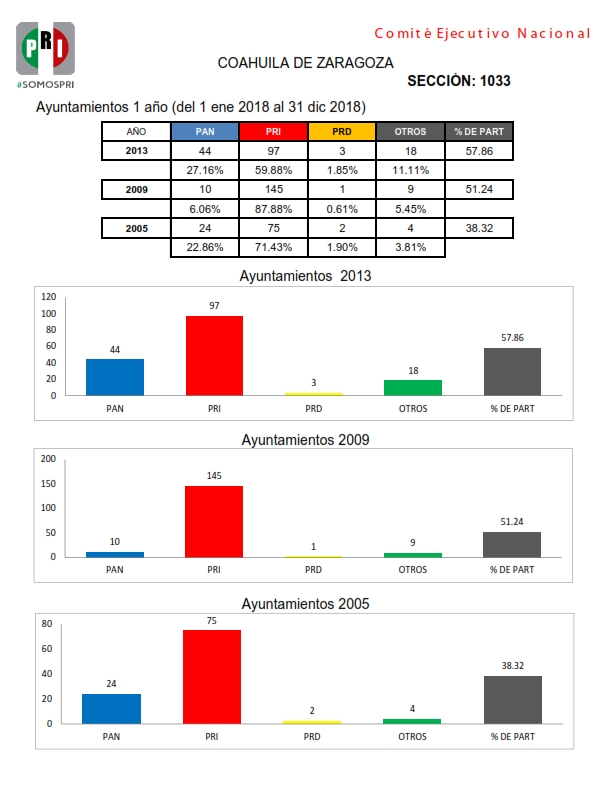 PRI
#SOMOSPRI
Comité Ejecutivo Nacional
COAHUILA DE ZARAGOZA
SECCIÓN: 1033
Ayuntamientos 1 año (del 1 ene 2018 al 31 dic 2018)
AÑO PAN PRI PRD OTROS % DE PART
2013 44 97 3 18 57.86
27.16% 59.88% 1.85% 11.11%
2009 10 145 1 9 51.24
6.06% 87.88% 0.61% 5.45%
2005 24 75 2 4 38.32
22.86% 71.43% 1.90% 3.81%
Ayuntamientos 2013
120
100
80
60
40
20
0
44 97 3 18 57.86
PAN PRI PRD OTROS % DE PART
Ayuntamientos 2009
200
150
100
50
0
10 145 1 9 51.24
PAN PRI PRD OTROS % DE PART
Ayuntamientos 2005
80
60
40
20
0
24 75 2 4 38.32
PAN PRI PRD OTROS % DE PART